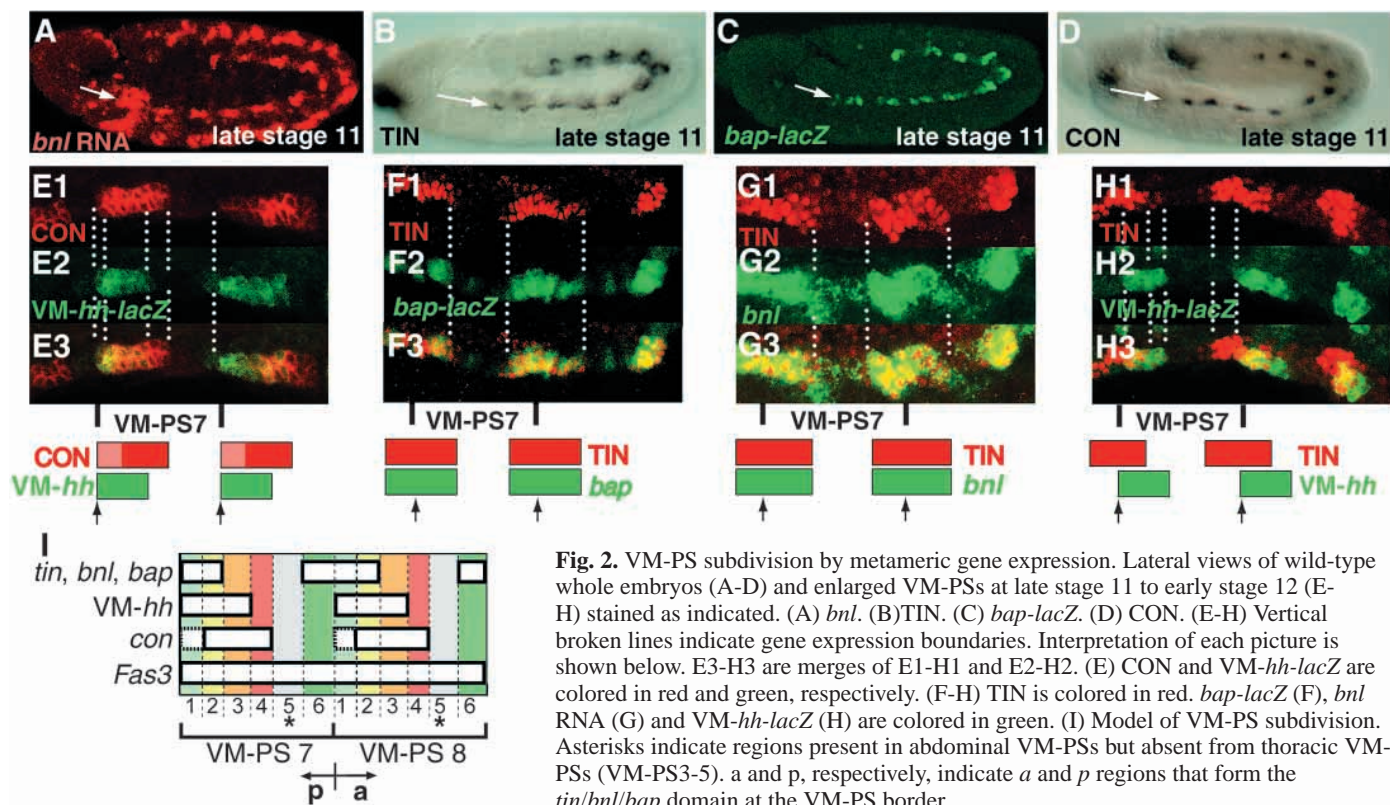 A
bnl RNA
late stage 11
B
TIN
late stage 11
C
bap-lacZ
late stage 11
D
CON
late stage 11
E1
CON
E2
VM-hh-lacZ
E3
F1
TIN
F2
bap-lacZ
F3
G1
TIN
G2
bnl
G3
H1
TIN
H2
VM-hh-lacZ
H3
VM-PS7
CON
VM-hh
VM-PS7
TIN
bap
VM-PS7
TIN
bnl
VM-PS7
TIN
VM-hh
I
tin, bnl, bap
VM-hh
con
Fas3
1 2 3 4 5 6 1 2 3 4 5 6
* *
VM-PS 7 VM-PS 8
p a
Fig. 2. VM-PS subdivision by metameric gene expression. Lateral views of wild-type
whole embryos (A-D) and enlarged VM-PSs at late stage 11 to early stage 12 (E-
H) stained as indicated. (A) bnl. (B)TIN. (C) bap-lacZ. (D) CON. (E-H) Vertical
broken lines indicate gene expression boundaries. Interpretation of each picture is
shown below. E3-H3 are merges of E1-H1 and E2-H2. (E) CON and VM-hh-lacZ are
colored in red and green, respectively. (F-H) TIN is colored in red. bap-lacZ (F), bnl
RNA (G) and VM-hh-lacZ (H) are colored in green. (I) Model of VM-PS subdivision.
Asterisks indicate regions present in abdominal VM-PSs but absent from thoracic VM-
PSs (VM-PS3-5). a and p, respectively, indicate a and p regions that form the
tin/bnl/bap domain at the VM-PS border.